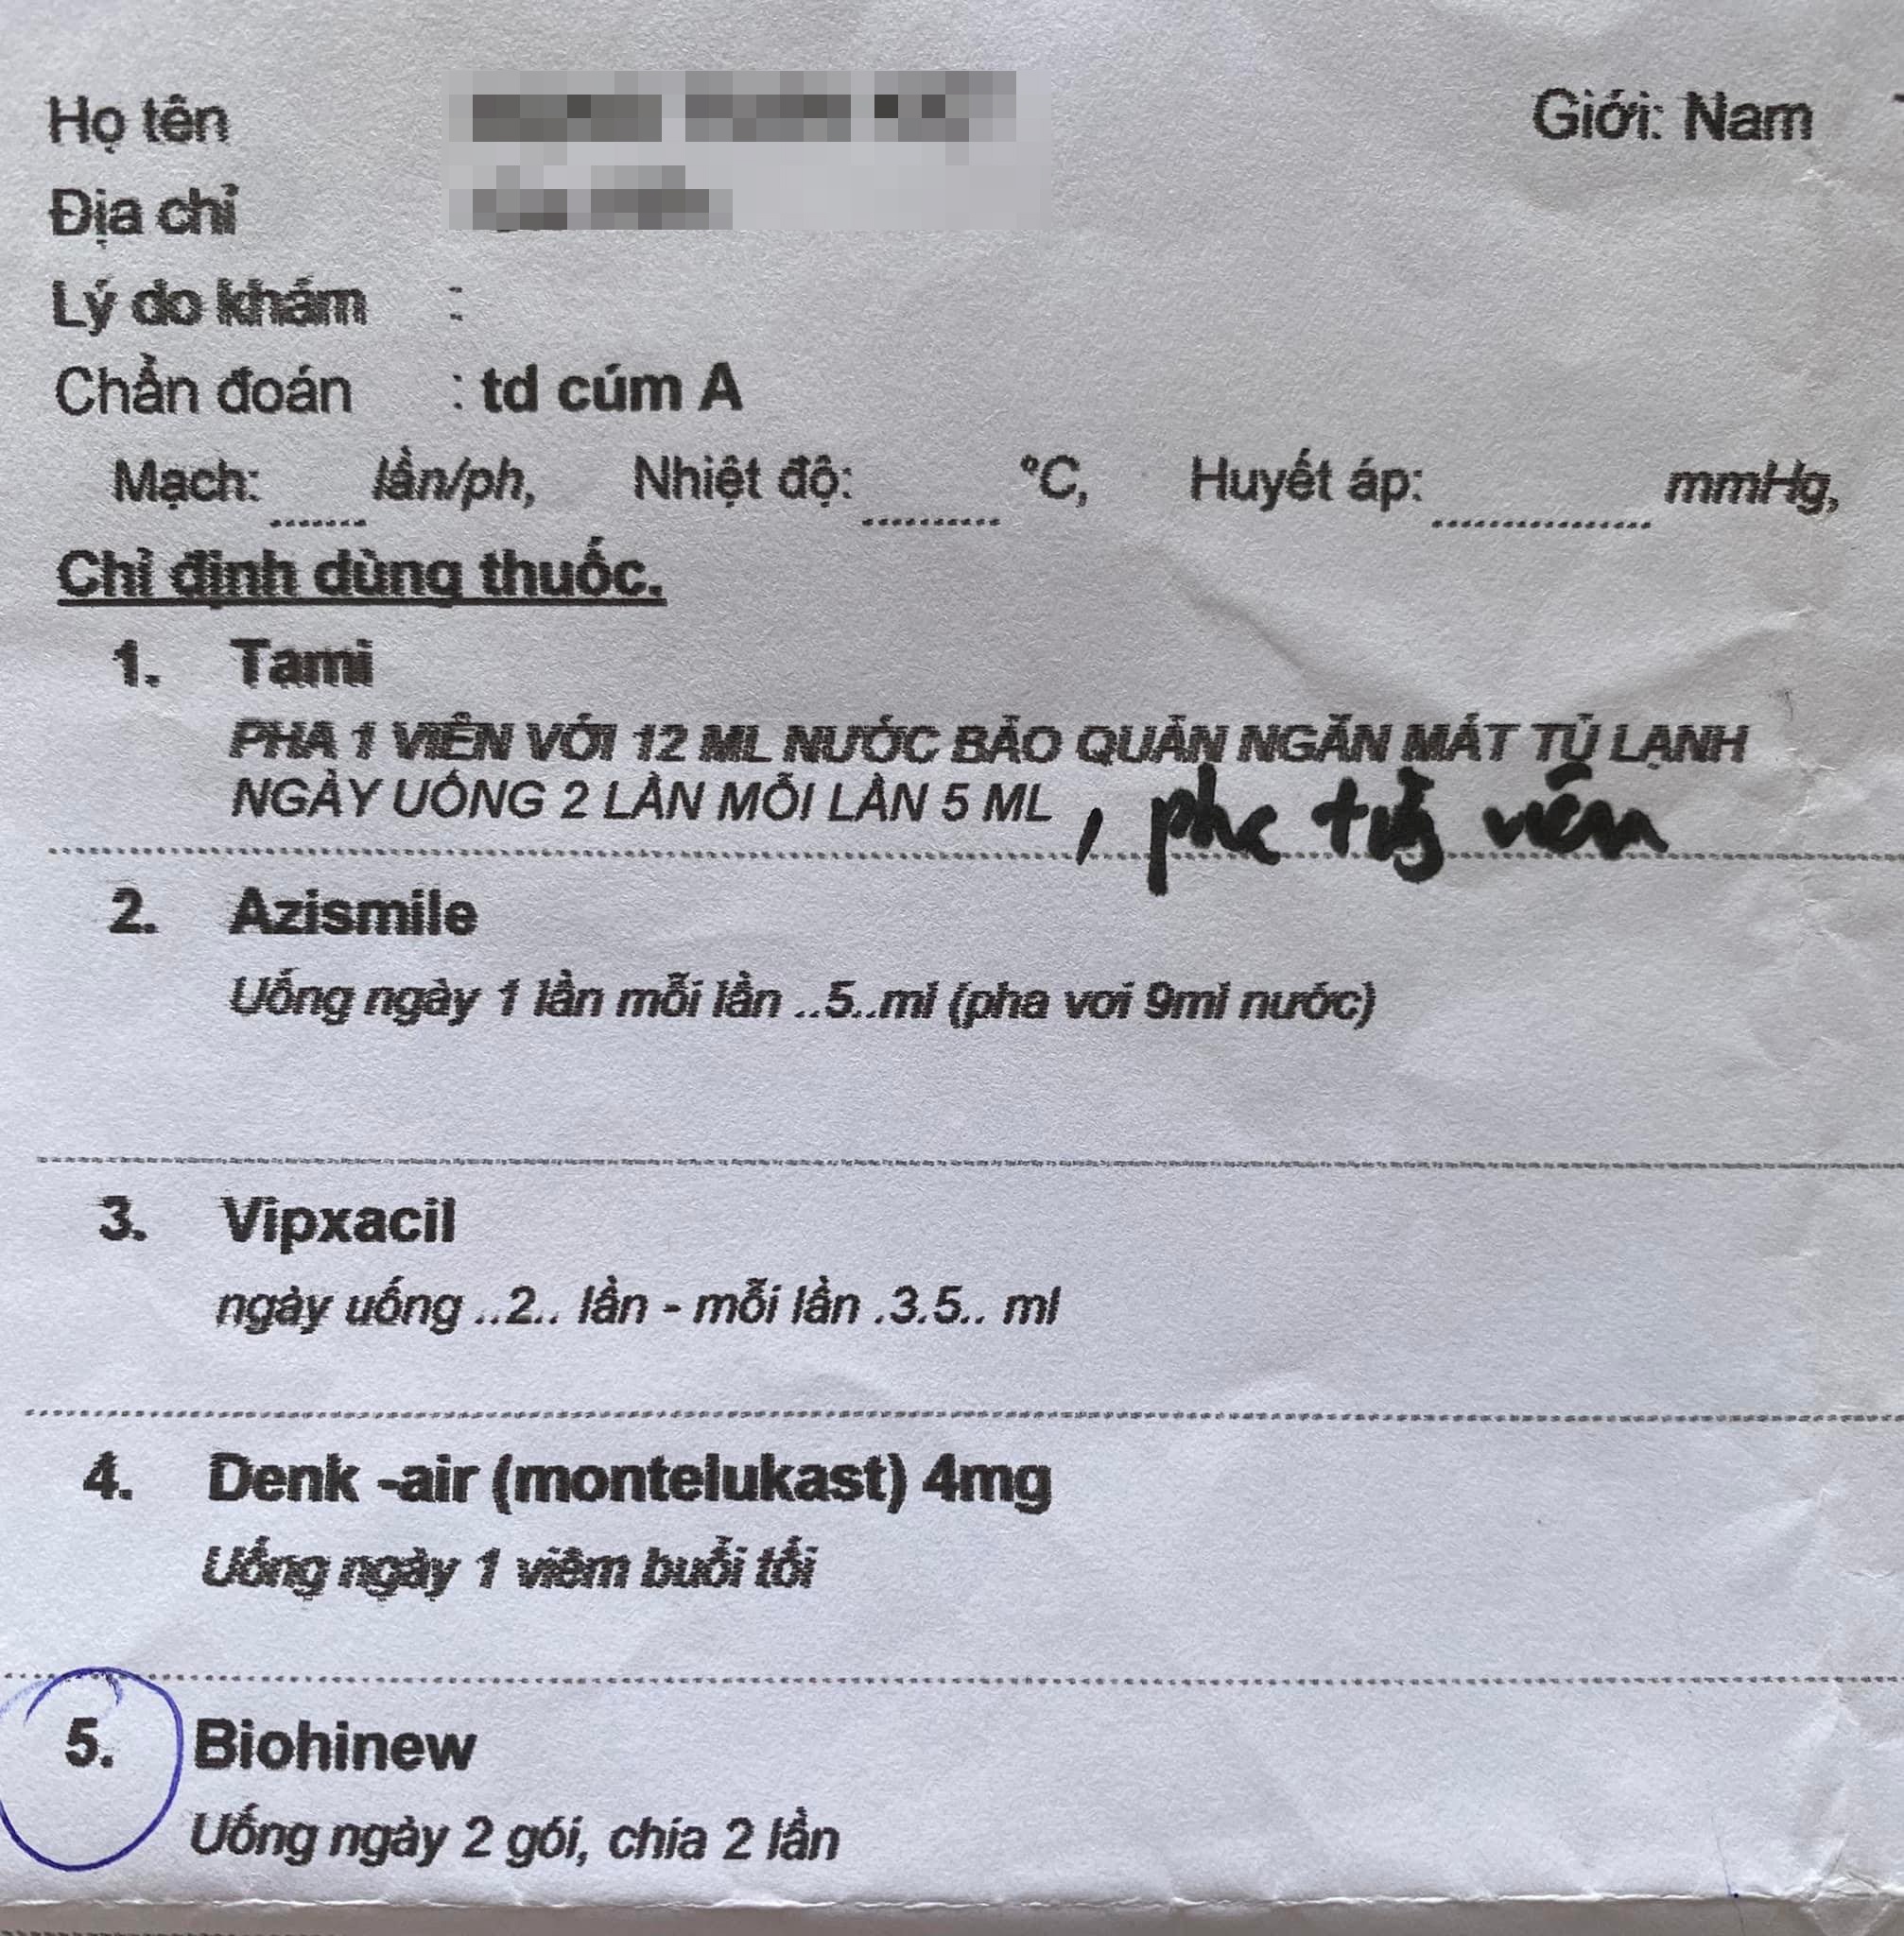 Họ tên Giới: Nam
Địa chỉ
Lý do khám :
Chẩn đoán : td cúm A
Mạch: ...... lần/ph, Nhiệt độ: ......... °C, Huyết áp: .............. mmHg,
Chỉ định dùng thuốc.
1. Tami
PHA 1 VIÊN VỚI 12 ML NƯỚC BẢO QUẢN NGĂN MÁT TỦ LẠNH
NGÀY UỐNG 2 LẦN MỖI LẦN 5 ML , pha từng viên
2. Azismile
Uống ngày 1 lần mỗi lần ..5..ml (pha vơi 9ml nước)
3. Vipxacil
ngày uống ..2.. lần - mỗi lần .3.5.. ml
4. Denk -air (montelukast) 4mg
Uống ngày 1 viêm buổi tối
5. Biohinew
Uống ngày 2 gói, chia 2 lần